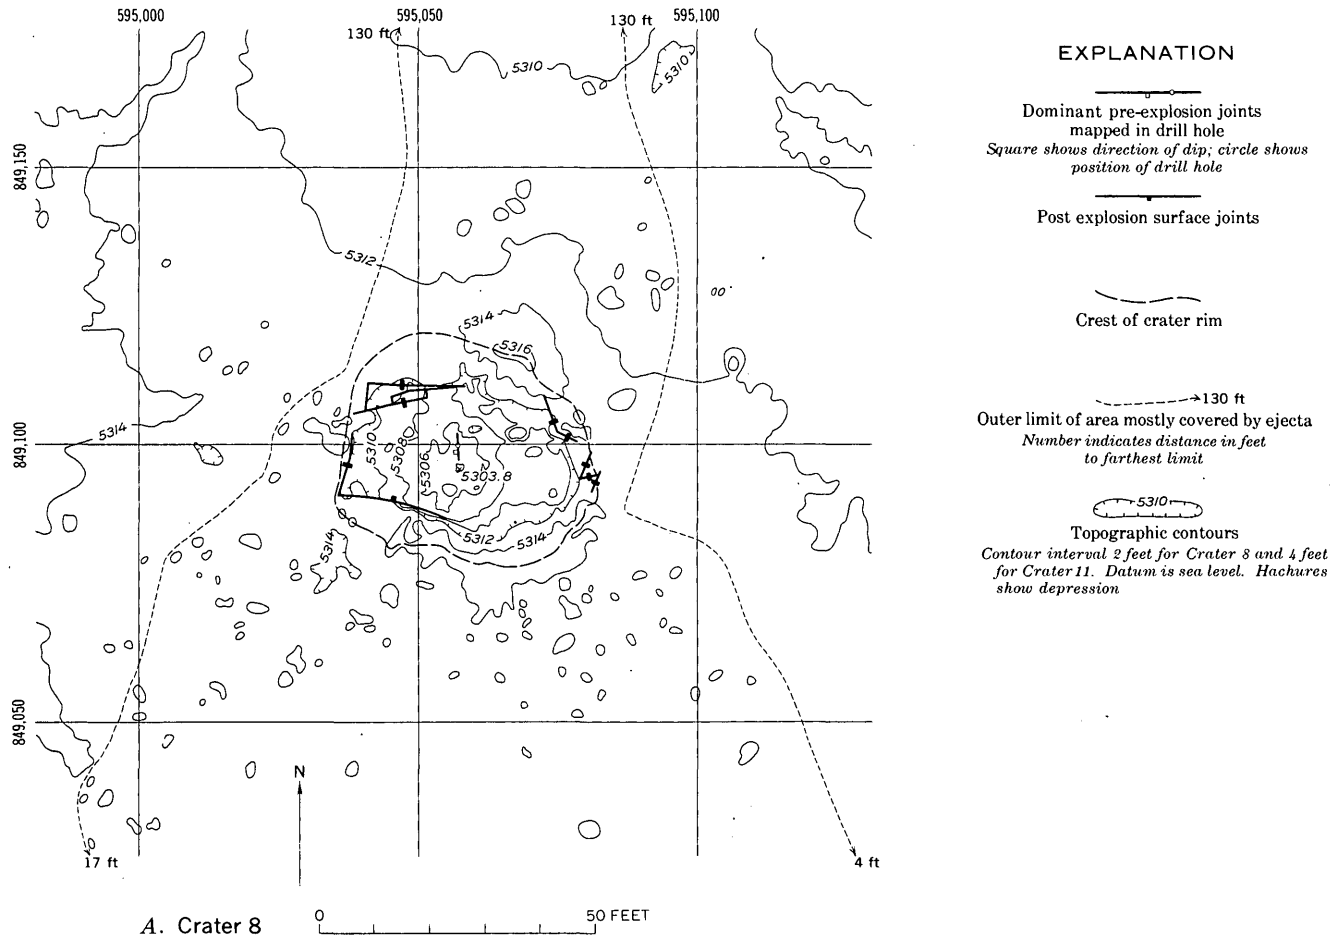 595,000
595,050
595,100
130 ft
130 ft
5310
5310
849,150
5312
5314
5316
5314
849,100
5310
5308
5306
5303.8
5312
5314
5314
849,050
N
17 ft
4 ft
A. Crater 8
0
50 FEET
EXPLANATION
Dominant pre-explosion joints
mapped in drill hole
Square shows direction of dip; circle shows
position of drill hole
Post explosion surface joints
Crest of crater rim
130 ft
Outer limit of area mostly covered by ejecta
Number indicates distance in feet
to farthest limit
5310
Topographic contours
Contour interval 2 feet for Crater 8 and 4 feet
for Crater 11. Datum is sea level. Hachures
show depression